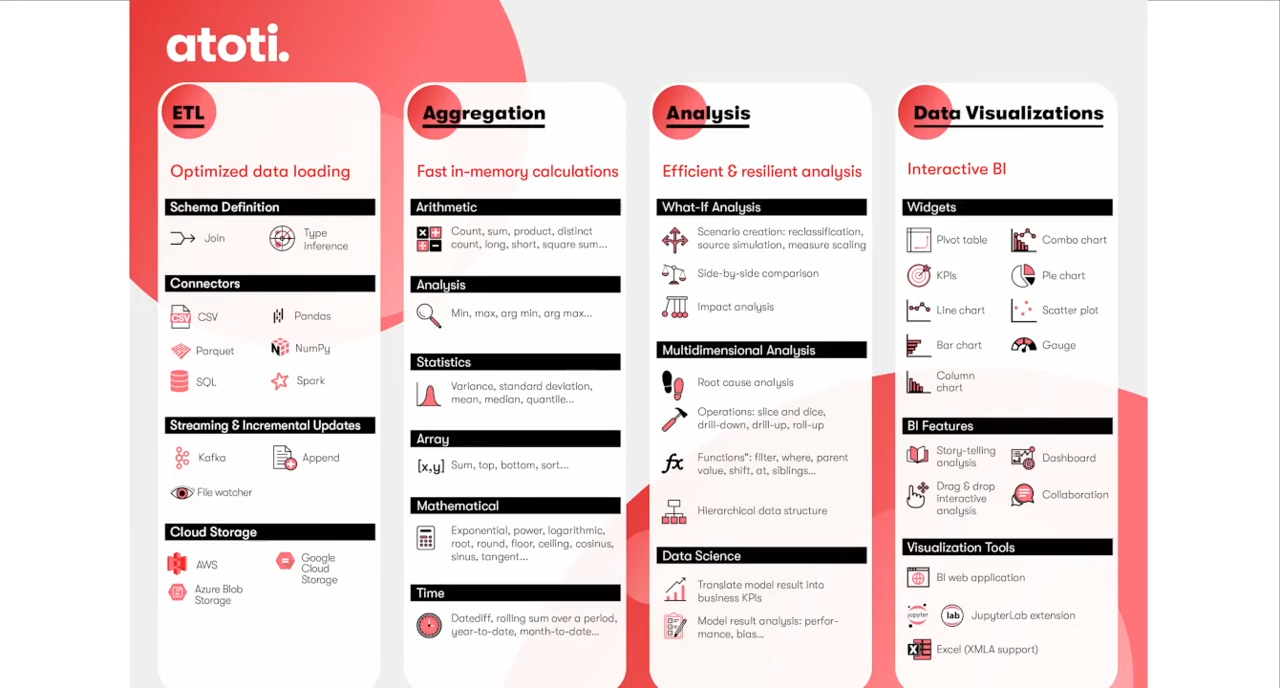 atoti.
ETL
Optimized data loading
Schema Definition
Join
Type
Inference
Connectors
CSV
CSV
Pandas
Parquet
NumPy
SQL
Spark
Streaming & Incremental Updates
Kafka
Append
File watcher
Cloud Storage
AWS
Google
Cloud
Storage
Azure Blob
Storage
Aggregation
Fast in-memory calculations
Arithmetic
Count, sum, product, distinct
count, long, short, square sum...
Analysis
Min, max, arg min, arg max...
Statistics
Variance, standard deviation,
mean, median, quantile...
Array
[x,y]
Sum, top, bottom, sort...
Mathematical
Exponential, power, logarithmic,
root, round, floor, ceiling, cosinus,
sinus, tangent...
Time
Datediff, rolling sum over a period,
year-to-date, month-to-date...
Analysis
Efficient & resilient analysis
What-If Analysis
Scenario creation: reclassification,
source simulation, measure scaling
Side-by-side comparison
Impact analysis
Multidimensional Analysis
Root cause analysis
Operations: slice and dice,
drill-down, drill-up, roll-up
fx
Functions": filter, where, parent
value, shift, at, siblings...
Hierarchical data structure
Data Science
Translate model result into
business KPIs
Model result analysis: perfor-
mance, bias...
Data Visualizations
Interactive BI
Widgets
Pivot table
Combo chart
KPIs
Pie chart
Line chart
Scatter plot
Bar chart
Gauge
Column
chart
BI Features
Story-telling
analysis
Dashboard
Drag & drop
interactive
analysis
Collaboration
Visualization Tools
BI web application
jupyter
lab
JupyterLab extension
Excel (XMLA support)